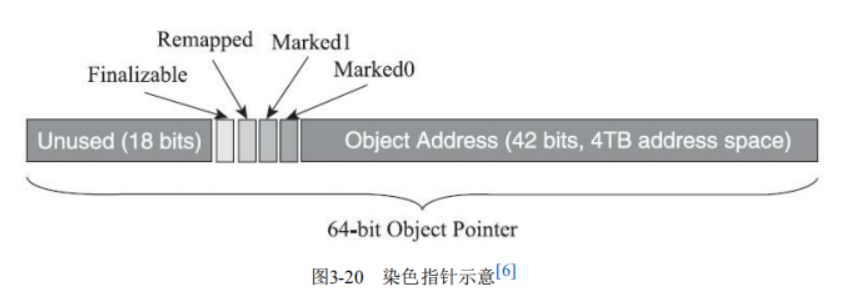 Remapped
Marked1
Finalizable
Marked0
Unused (18 bits)
Object Address (42 bits, 4TB address space)
64-bit Object Pointer
图3-20 染色指针示意[6]